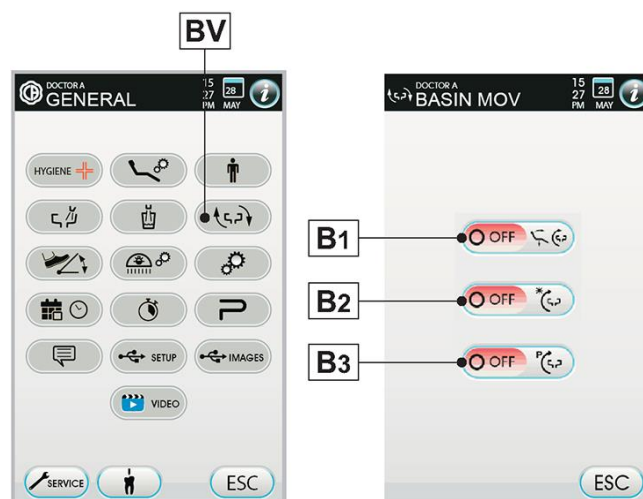 BV
DOCTOR A
GENERAL
15
27
PM
28
MAY
i
HYGIENE
SETUP
IMAGES
VIDEO
SERVICE
ESC
DOCTOR A
BASIN MOV
15
27
PM
28
MAY
i
B1
OFF
B2
OFF
*
B3
OFF
P
ESC